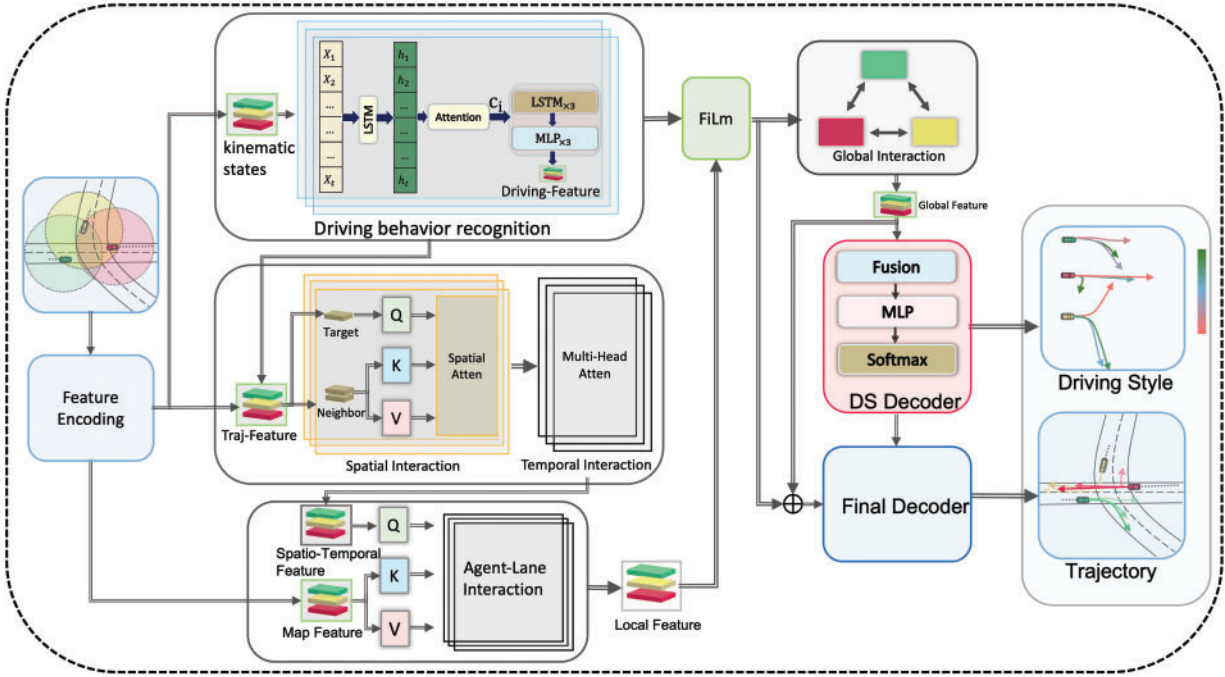 kinematic
states
X₁
X₂
...
...
Xₜ
LSTM
h₁
h₂
...
...
hₜ
Attention
Cᵢ
LSTM×3
MLP×3
Driving-Feature
Driving behavior recognition
FiLm
Global Interaction
Global Feature
Feature
Encoding
Traj-Feature
Target
Neighbor
Q
K
V
Spatial
Atten
Spatial Interaction
Multi-Head
Atten
Temporal Interaction
Spatio-Temporal
Feature
Map Feature
Q
K
V
Agent-Lane
Interaction
Local Feature
Fusion
MLP
Softmax
DS Decoder
Final Decoder
Driving Style
Trajectory